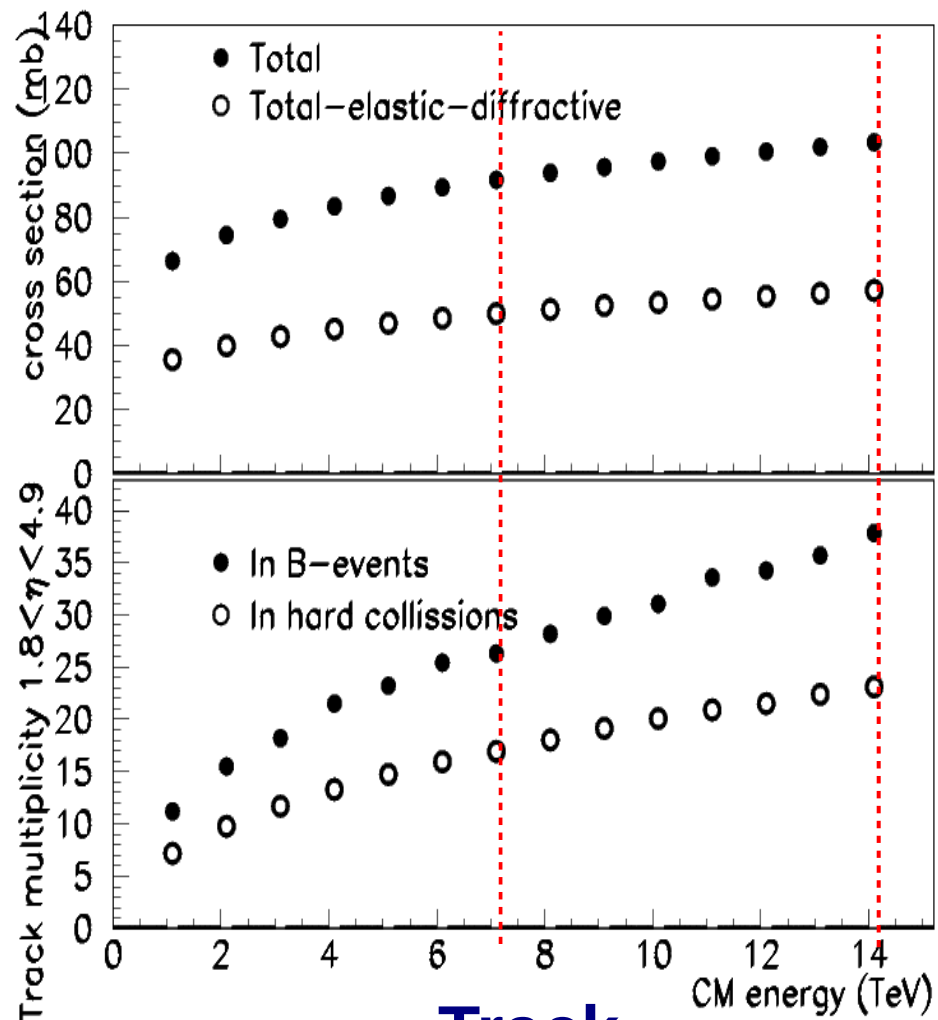 140
120
100
80
60
40
20
0
cross section (mb)
Total
Total-elastic-diffractive
40
35
30
25
20
15
10
5
0
Track multiplicity 1.8<η<4.9
In B-events
In hard collissions
0 2 4 6 8 10 12 14
CM energy (TeV)
Track